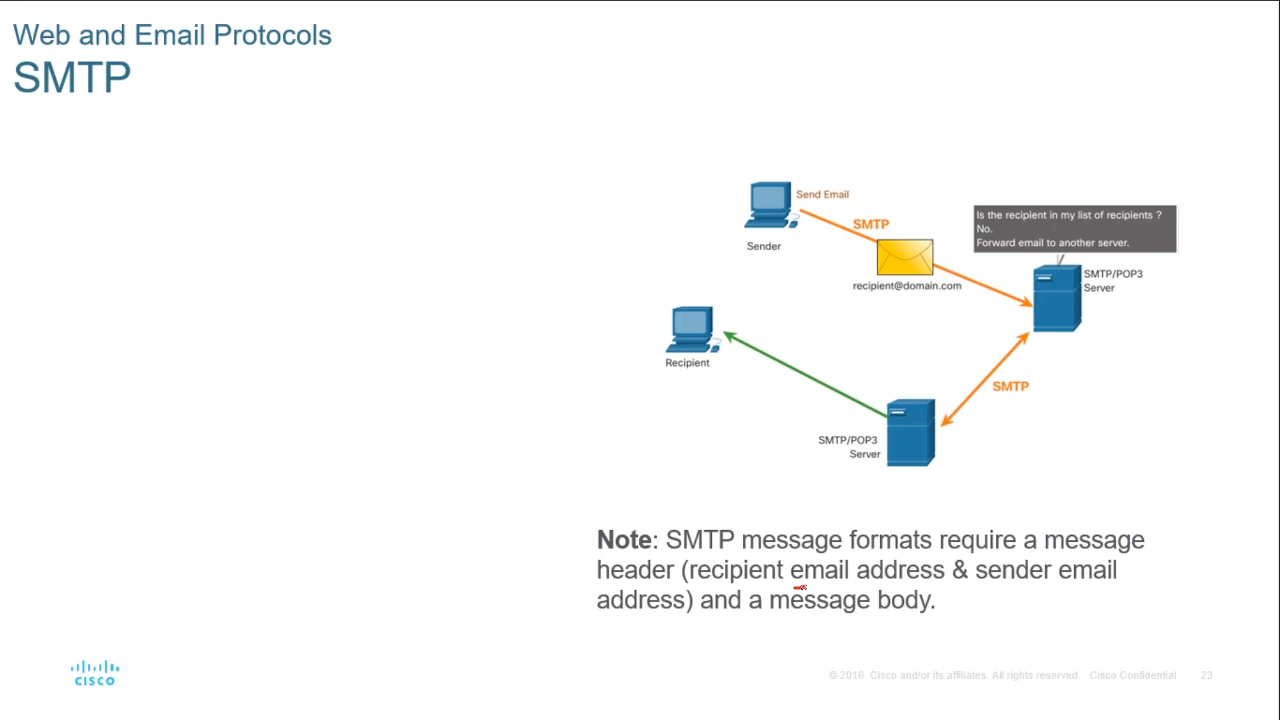 Web and Email Protocols
SMTP
Send Email
SMTP
Sender
recipient@domain.com
Is the recipient in my list of recipients ?
No.
Forward email to another server.
SMTP/POP3
Server
Recipient
SMTP
SMTP/POP3
Server
Note: SMTP message formats require a message
header (recipient email address & sender email
address) and a message body.
CISCO
© 2016 Cisco and/or its affiliates. All rights reserved. Cisco Confidential 23